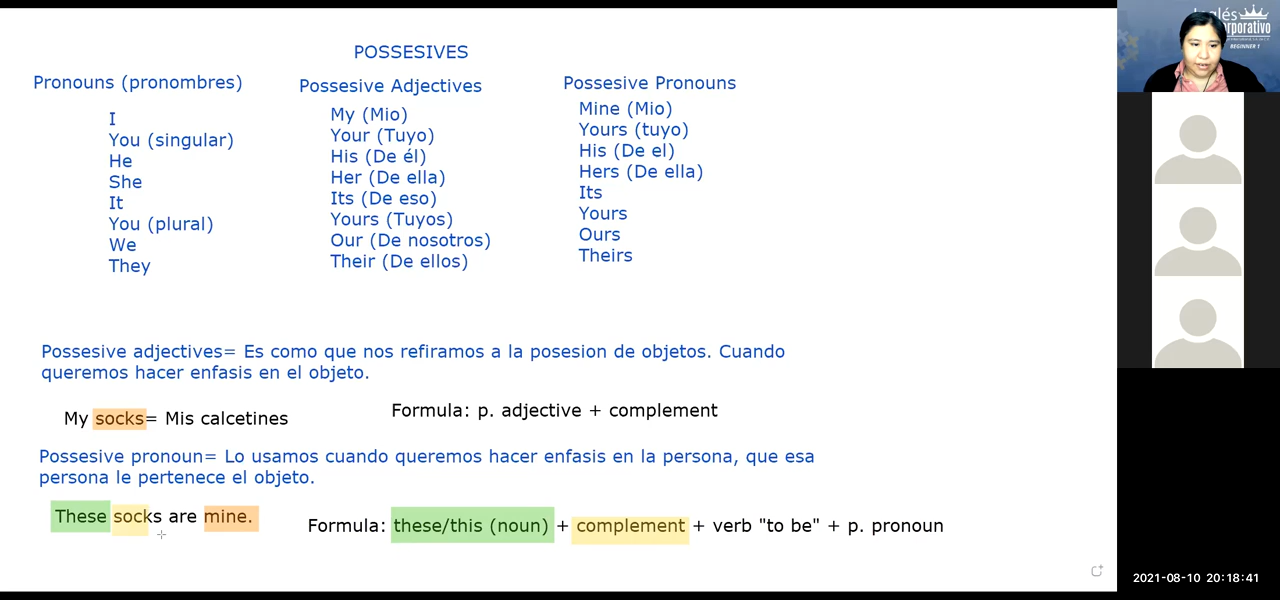 POSSESIVES
Pronouns (pronombres)
I
You (singular)
He
She
It
You (plural)
We
They
Possesive Adjectives
My (Mio)
Your (Tuyo)
His (De él)
Her (De ella)
Its (De eso)
Yours (Tuyos)
Our (De nosotros)
Their (De ellos)
Possesive Pronouns
Mine (Mio)
Yours (tuyo)
His (De el)
Hers (De ella)
Its
Yours
Ours
Theirs
Possesive adjectives= Es como que nos refiramos a la posesion de objetos. Cuando
queremos hacer enfasis en el objeto.
My socks= Mis calcetines
Formula: p. adjective + complement
Possesive pronoun= Lo usamos cuando queremos hacer enfasis en la persona, que esa
persona le pertenece el objeto.
These socks are mine.
Formula: these/this (noun) + complement + verb "to be" + p. pronoun
BEGINNER 1
2021-08-10 20:18:41